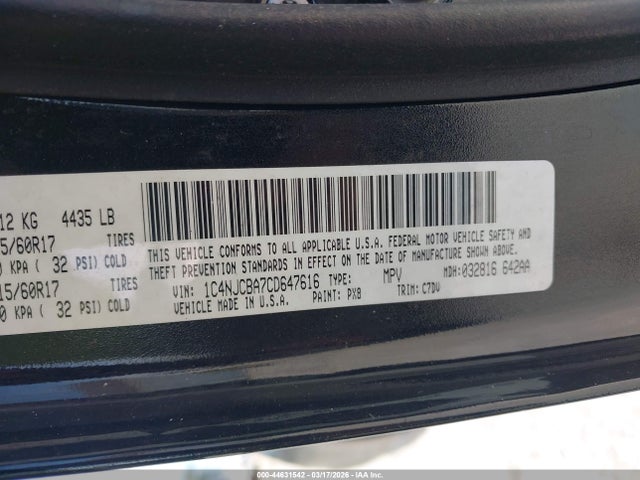 12 KG 4435 LB
5/60R17 TIRES
0 KPA ( 32 PSI) COLD
15/60R17 TIRES
0 KPA ( 32 PSI) COLD
THIS VEHICLE CONFORMS TO ALL APPLICABLE U.S.A. FEDERAL MOTOR VEHICLE SAFETY AND
THEFT PREVENTION STANDARDS IN EFFECT ON THE DATE OF MANUFACTURE SHOWN ABOVE.
VIN: 1C4NJCBA7CD647616 TYPE: MPV MDH: 032816 642AA
VEHICLE MADE IN U.S.A. PAINT: PX8 TRIM: C7DV
000-44631542 - 03/17/2026 - IAA Inc.